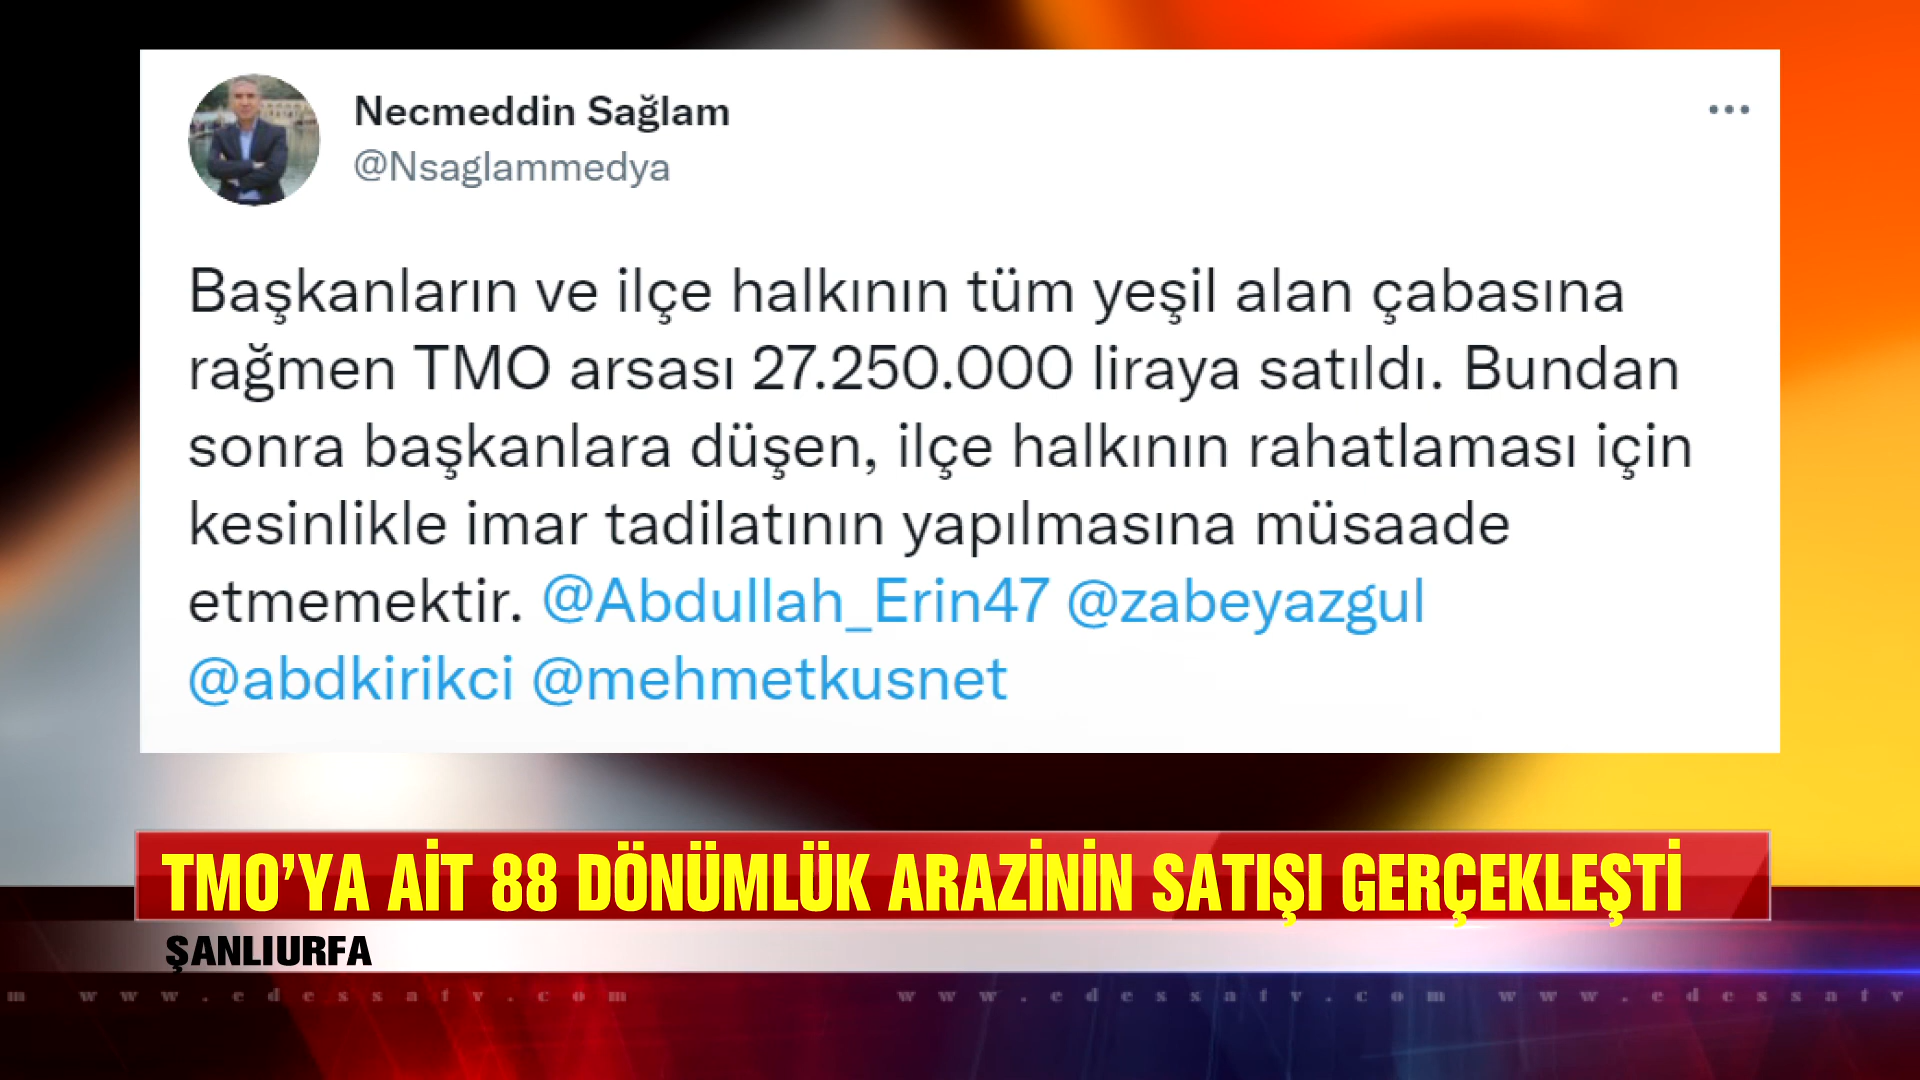 Necmeddin Sağlam
@Nsaglammedya
Başkanların ve ilçe halkının tüm yeşil alan çabasına
rağmen TMO arsası 27.250.000 liraya satıldı. Bundan
sonra başkanlara düşen, ilçe halkının rahatlaması için
kesinlikle imar tadilatının yapılmasına müsaade
etmemektir. @Abdullah_Erin47 @zabeyazgul
@abdkirikci @mehmetkusnet
TMO’YA AİT 88 DÖNÜMLÜK ARAZİNİN SATIŞI GERÇEKLEŞTİ
ŞANLIURFA
m www.edessatv.com www.edessatv.com www.edessatv